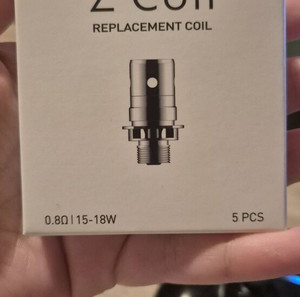 Z Coil
REPLACEMENT COIL
0.8Ω | 15-18W
5 PCS